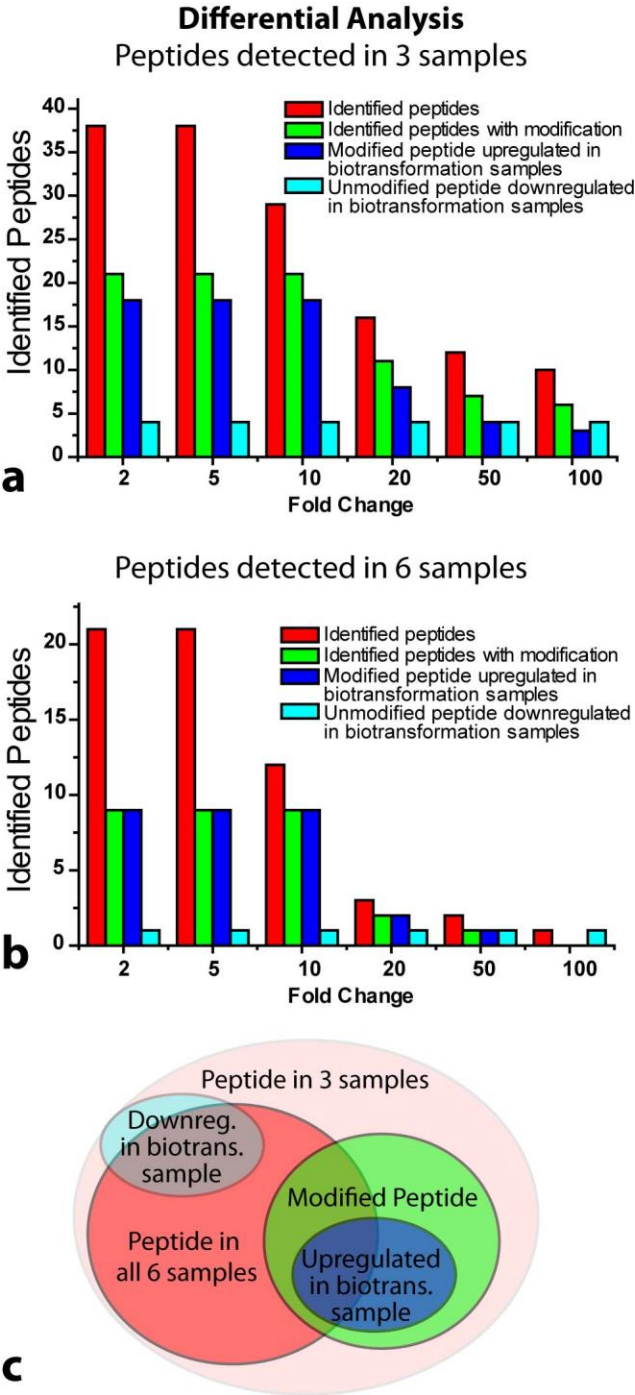 Differential Analysis
Peptides detected in 3 samples
Identified Peptides
40
35
30
25
20
15
10
5
0
Identified peptides
Identified peptides with modification
Modified peptide upregulated in
biotransformation samples
Unmodified peptide downregulated
in biotransformation samples
2 5 10 20 50 100
Fold Change
a
Peptides detected in 6 samples
Identified Peptides
20
15
10
5
0
Identified peptides
Identified peptides with modification
Modified peptide upregulated in
biotransformation samples
Unmodified peptide downregulated
in biotransformation samples
2 5 10 20 50 100
Fold Change
b
Peptide in 3 samples
Downreg.
in biotrans.
sample
Modified Peptide
Peptide in
all 6 samples
Upregulated
in biotrans.
sample
c